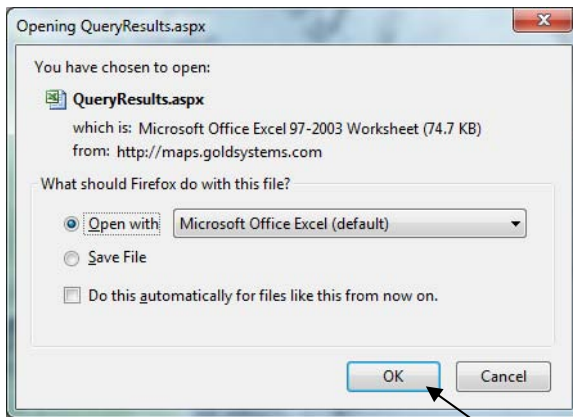 Opening QueryResults.aspx
You have chosen to open:
QueryResults.aspx
which is: Microsoft Office Excel 97-2003 Worksheet (74.7 KB)
from: http://maps.goldsystems.com
What should Firefox do with this file?
Open with Microsoft Office Excel (default)
Save File
Do this automatically for files like this from now on.
OK Cancel